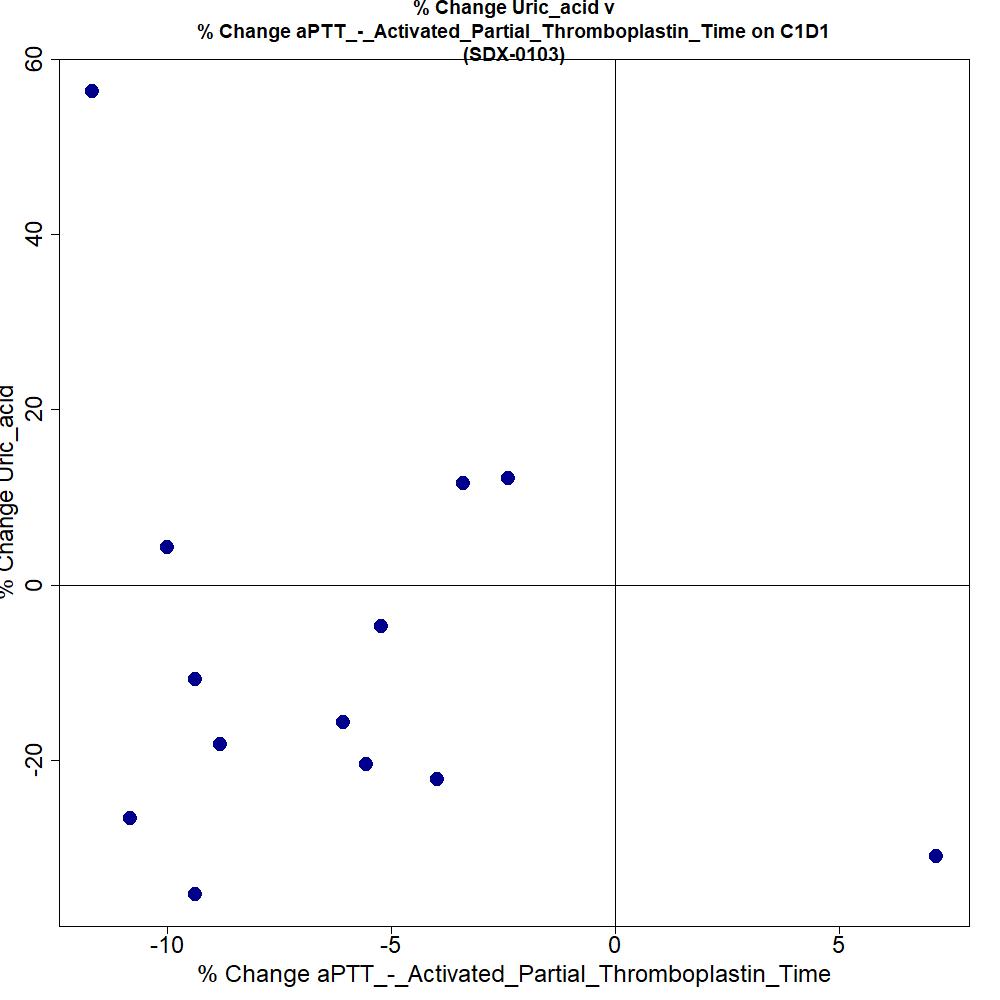 % Change Uric_acid v
% Change aPTT_-_Activated_Partial_Thromboplastin_Time on C1D1
(SDX-0103)
60
40
20
0
-20
% Change Uric_acid
-10
-5
0
5
% Change aPTT_-_Activated_Partial_Thromboplastin_Time